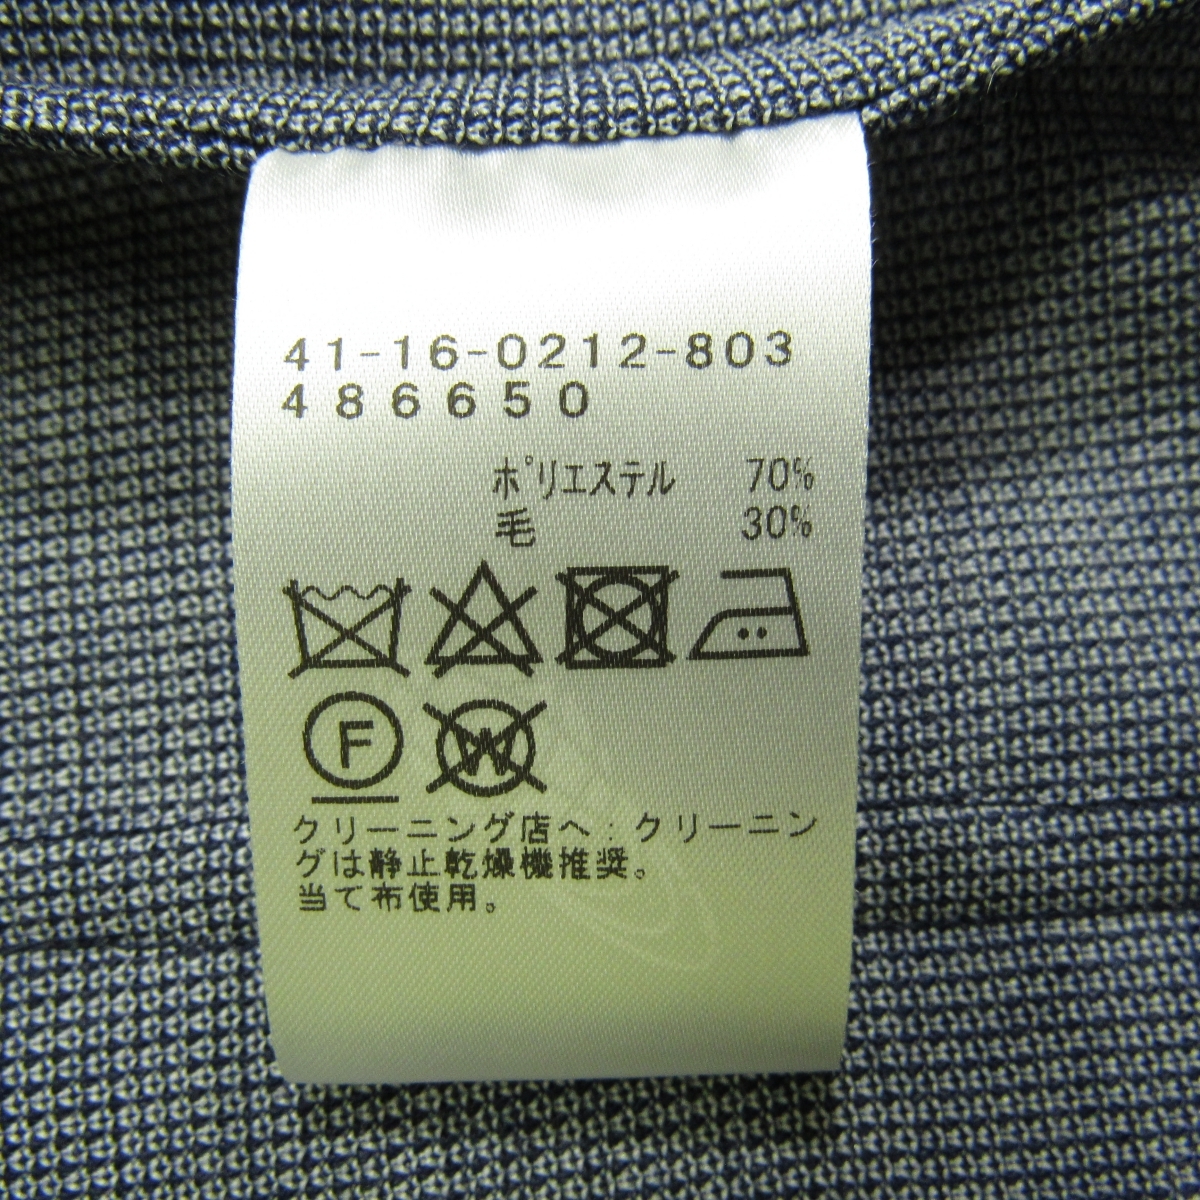 41-16-0212-803
486650
ポリエステル 70%
毛 30%
F W
クリーニング店へ:クリーニン
グは静止乾燥機推奨。
当て布使用。